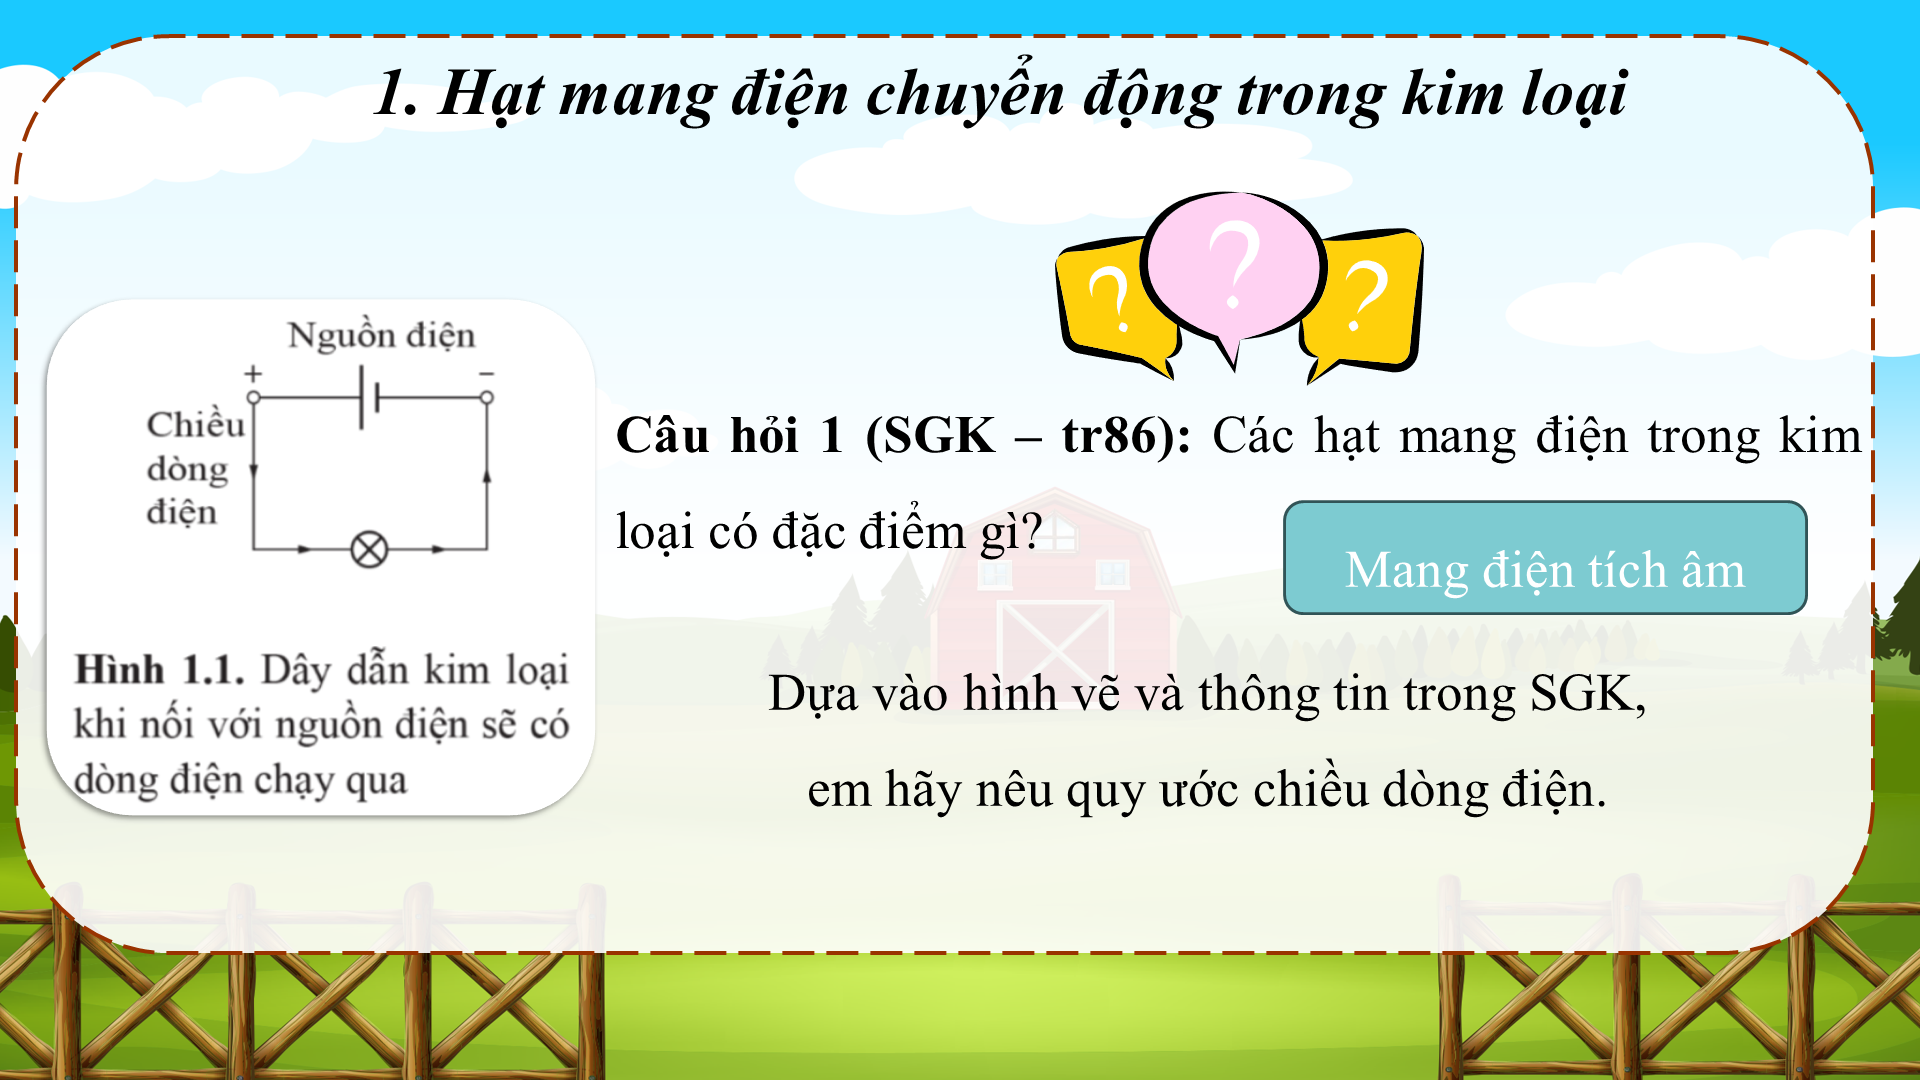 1. Hạt mang điện chuyển động trong kim loại
? ? ?
Nguồn điện
+ −
Chiều
dòng
điện
Hình 1.1. Dây dẫn kim loại
khi nối với nguồn điện sẽ có
dòng điện chạy qua
Câu hỏi 1 (SGK – tr86): Các hạt mang điện trong kim
loại có đặc điểm gì?
Mang điện tích âm
Dựa vào hình vẽ và thông tin trong SGK,
em hãy nêu quy ước chiều dòng điện.